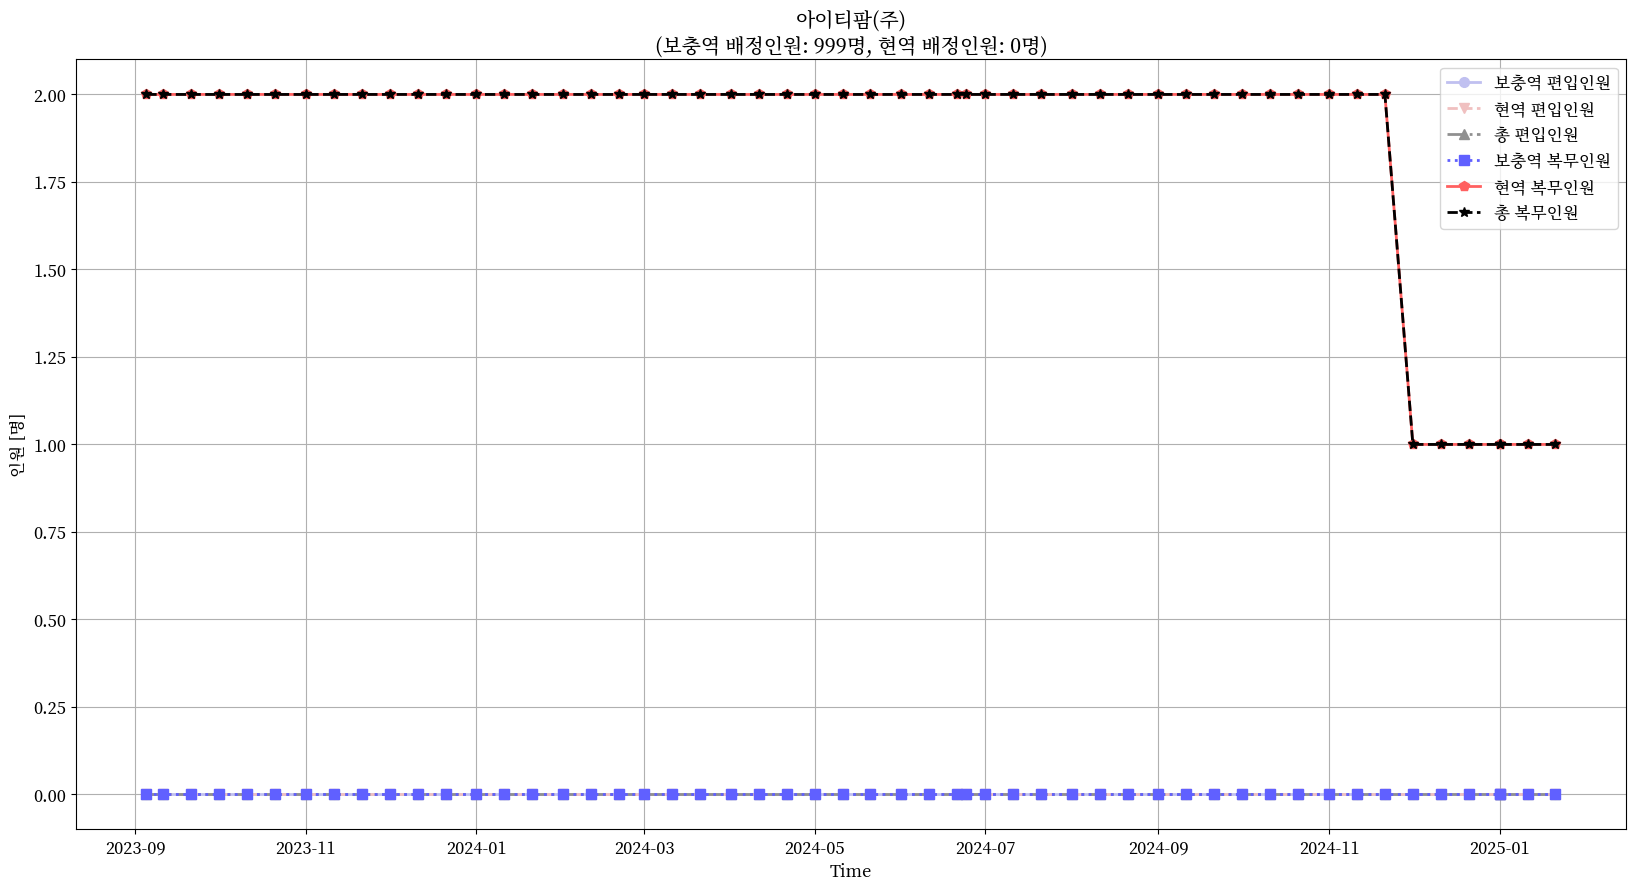 아이티팜(주)
(보충역 배정인원: 999명, 현역 배정인원: 0명)
보충역 편입인원
현역 편입인원
총 편입인원
보충역 복무인원
현역 복무인원
총 복무인원
인원 [명]
2.00
1.75
1.50
1.25
1.00
0.75
0.50
0.25
0.00
2023-09 2023-11 2024-01 2024-03 2024-05 2024-07 2024-09 2024-11 2025-01
Time